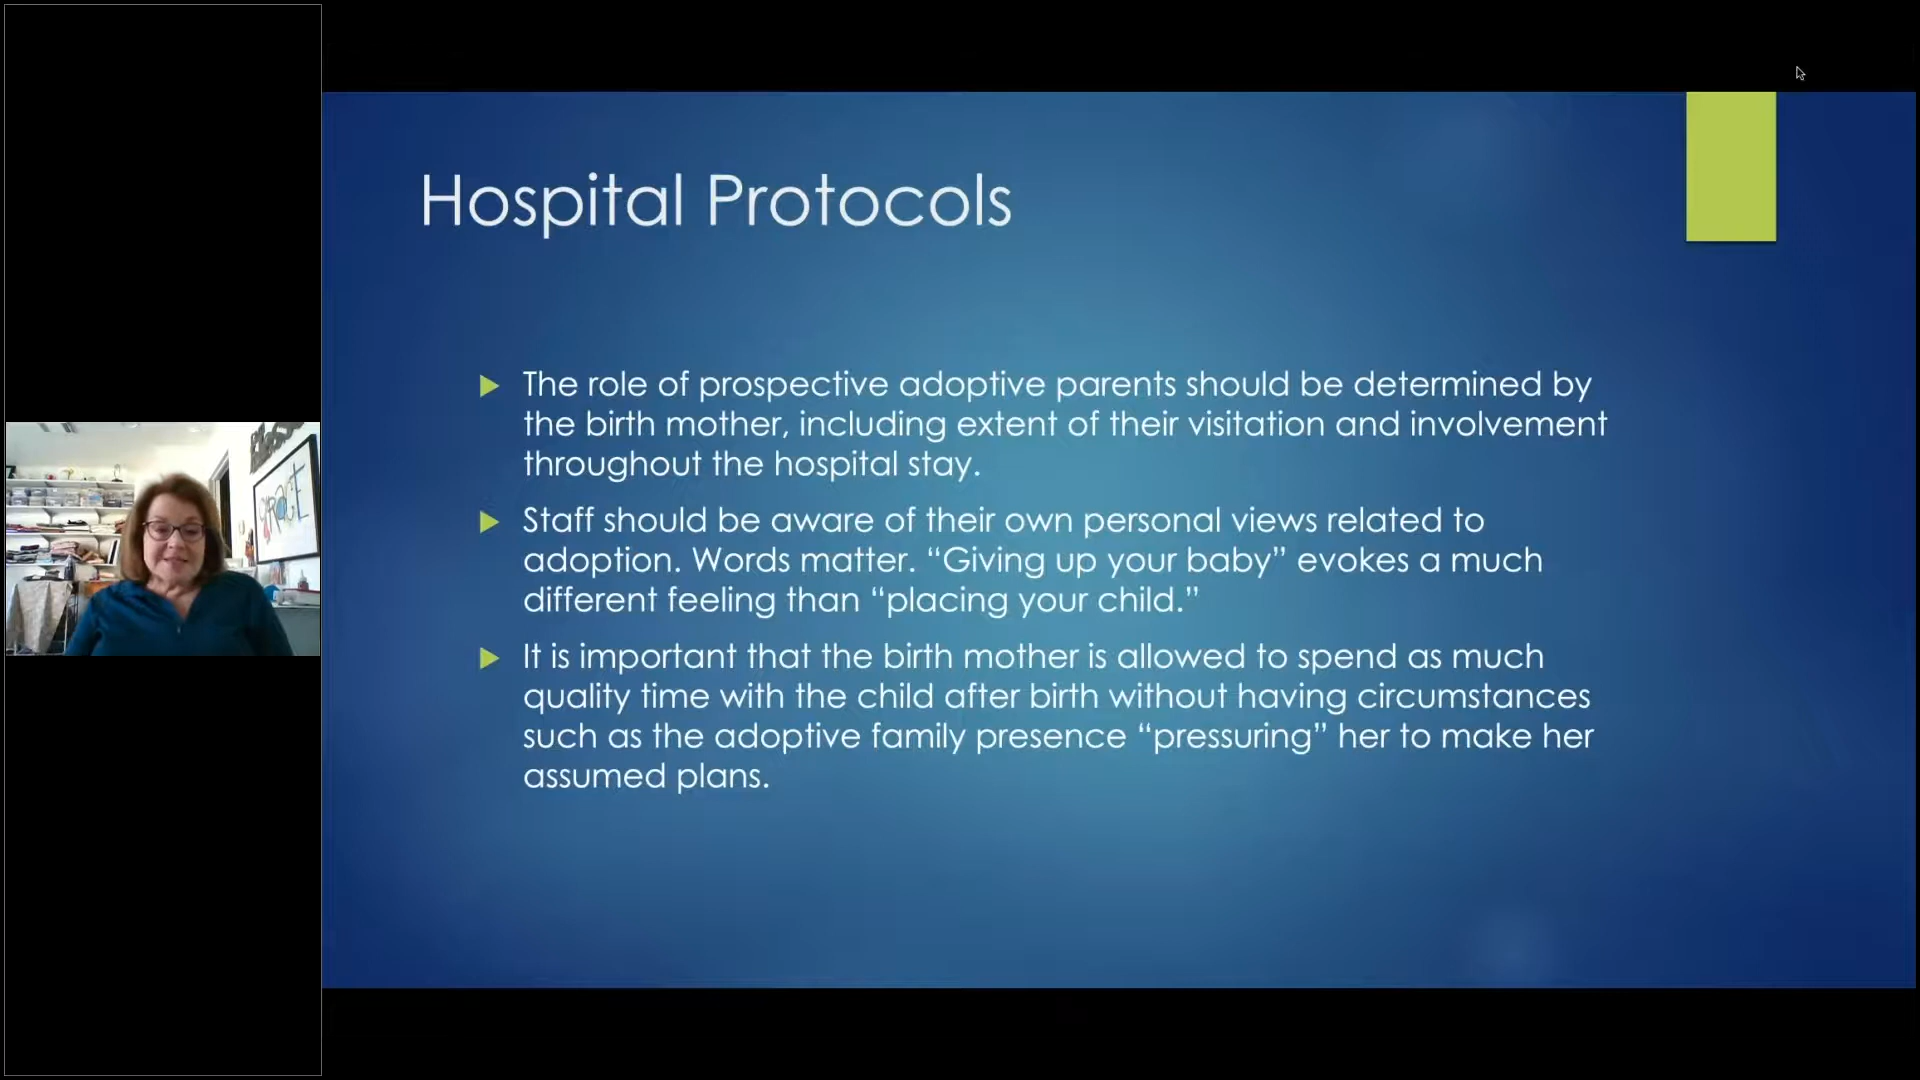 Hospital Protocols
The role of prospective adoptive parents should be determined by
the birth mother, including extent of their visitation and involvement
throughout the hospital stay.
Staff should be aware of their own personal views related to
adoption. Words matter. “Giving up your baby” evokes a much
different feeling than “placing your child.”
It is important that the birth mother is allowed to spend as much
quality time with the child after birth without having circumstances
such as the adoptive family presence “pressuring” her to make her
assumed plans.
GRACE